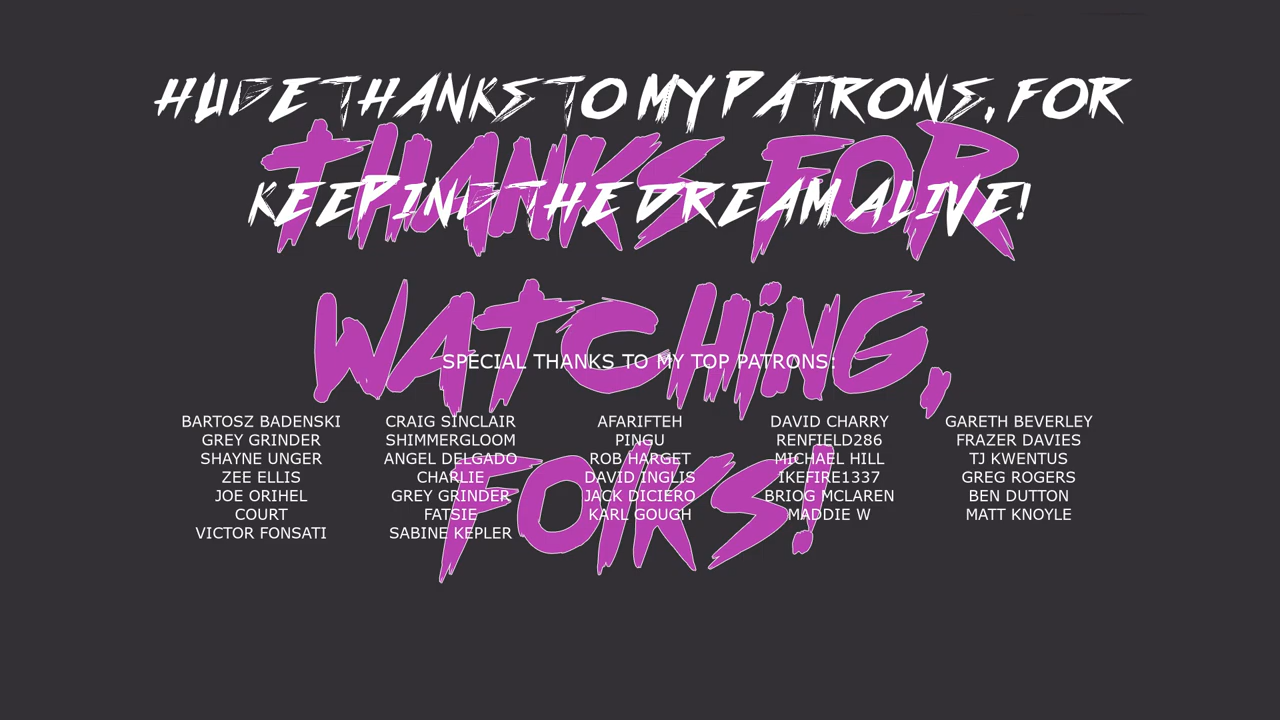 HUGE THANKS TO MY PATRONS, FOR
KEEPING THE DREAM ALIVE!
THANKS FOR
WATCHING,
FOLKS!
SPECIAL THANKS TO MY TOP PATRONS:
BARTOSZ BADENSKI
GREY GRINDER
SHAYNE UNGER
ZEE ELLIS
JOE ORIHEL
COURT
VICTOR FONSATI
CRAIG SINCLAIR
SHIMMERGLOOM
ANGEL DELGADO
CHARLIE
GREY GRINDER
FATSIE
SABINE KEPLER
AFARIFTEH
PINGU
ROB HARGET
DAVID INGLIS
JACK DICIERO
KARL GOUGH
DAVID CHARRY
RENFIELD286
MICHAEL HILL
IKEFIRE1337
BRIOG MCLAREN
MADDIE W
GARETH BEVERLEY
FRAZER DAVIES
TJ KWENTUS
GREG ROGERS
BEN DUTTON
MATT KNOYLE